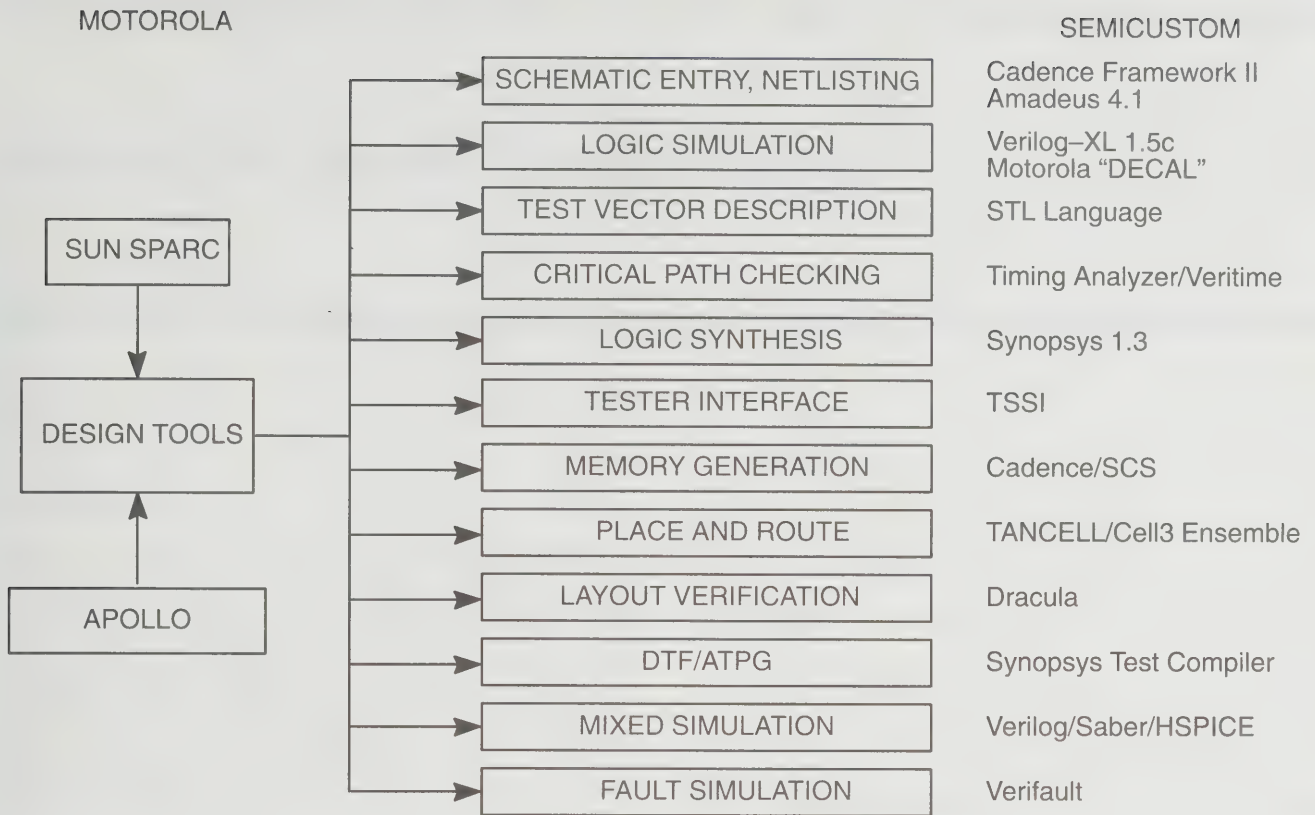 MOTOROLA
SEMICUSTOM
SCHEMATIC ENTRY, NETLISTING
Cadence Framework II
Amadeus 4.1
LOGIC SIMULATION
Verilog–XL 1.5c
Motorola “DECAL”
TEST VECTOR DESCRIPTION
STL Language
SUN SPARC
CRITICAL PATH CHECKING
Timing Analyzer/Veritime
LOGIC SYNTHESIS
Synopsys 1.3
TESTER INTERFACE
TSSI
DESIGN TOOLS
MEMORY GENERATION
Cadence/SCS
PLACE AND ROUTE
TANCELL/Cell3 Ensemble
LAYOUT VERIFICATION
Dracula
APOLLO
DTF/ATPG
Synopsys Test Compiler
MIXED SIMULATION
Verilog/Saber/HSPICE
FAULT SIMULATION
Verifault